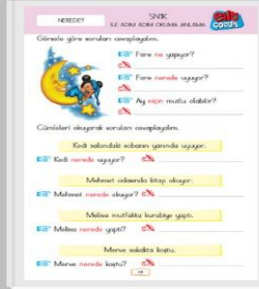 NEREDE?
5N1K
İLE ADIM ADIM OKUMA ANLAMA
ÇOCUK
Görsele göre soruları cevaplayalım.
Fare ne yapıyor?
Fare nerede uyuyor?
Ay niçin mutlu olabilir?
Cümleleri okuyarak soruları cevaplayalım.
Kedi salondaki sobanın yanında uyuyor.
Kedi nerede uyuyor?
Mehmet odasında kitap okuyor.
Mehmet nerede okuyor?
Melisa mutfakta kurabiye yaptı.
Melisa nerede yaptı?
Merve sokakta koştu.
Merve nerede koştu?